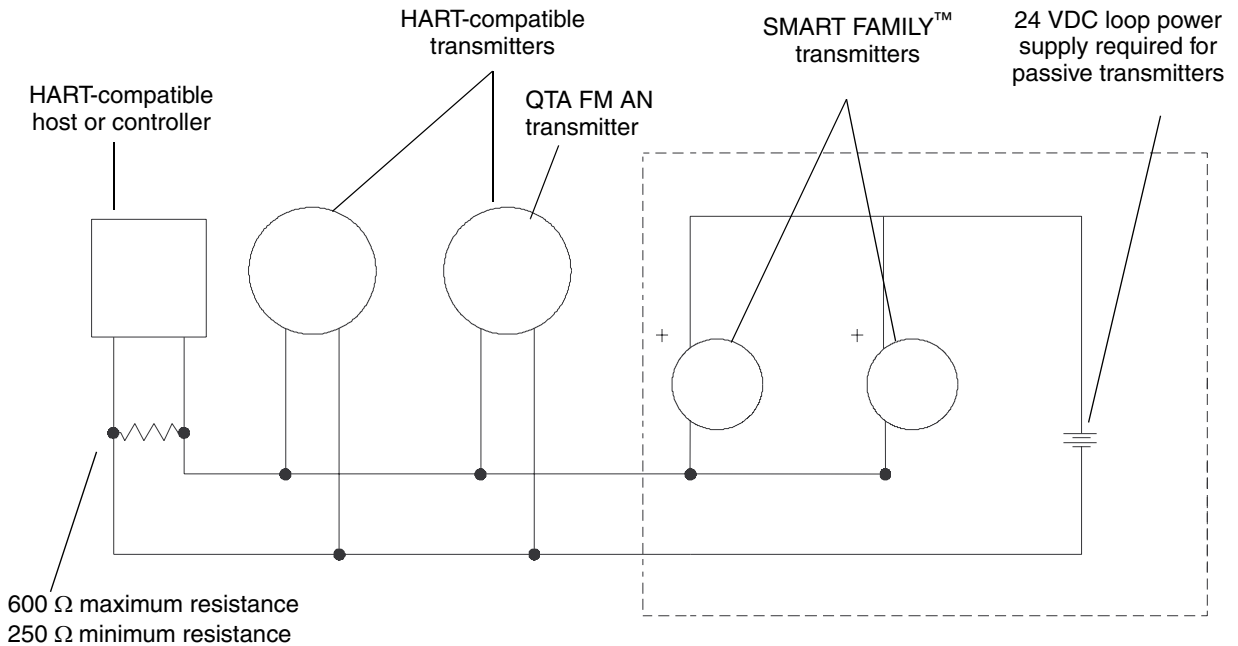 HART-compatible
transmitters
SMART FAMILY™
transmitters
24 VDC loop power
supply required for
passive transmitters
HART-compatible
host or controller
QTA FM AN
transmitter
+
+
600 Ω maximum resistance
250 Ω minimum resistance